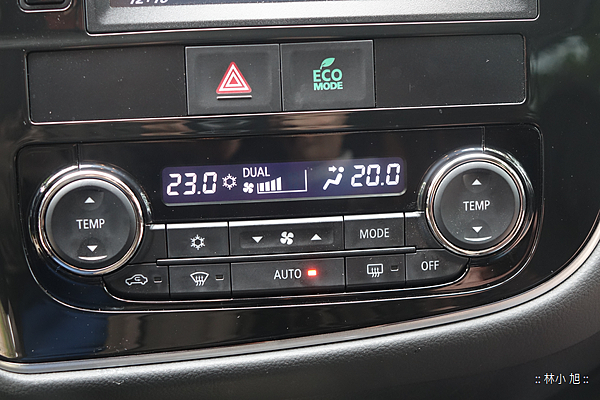 ECO
MODE
23.0 DUAL 20.0
TEMP
TEMP
MODE
AUTO
OFF
:: 林小旭 ::